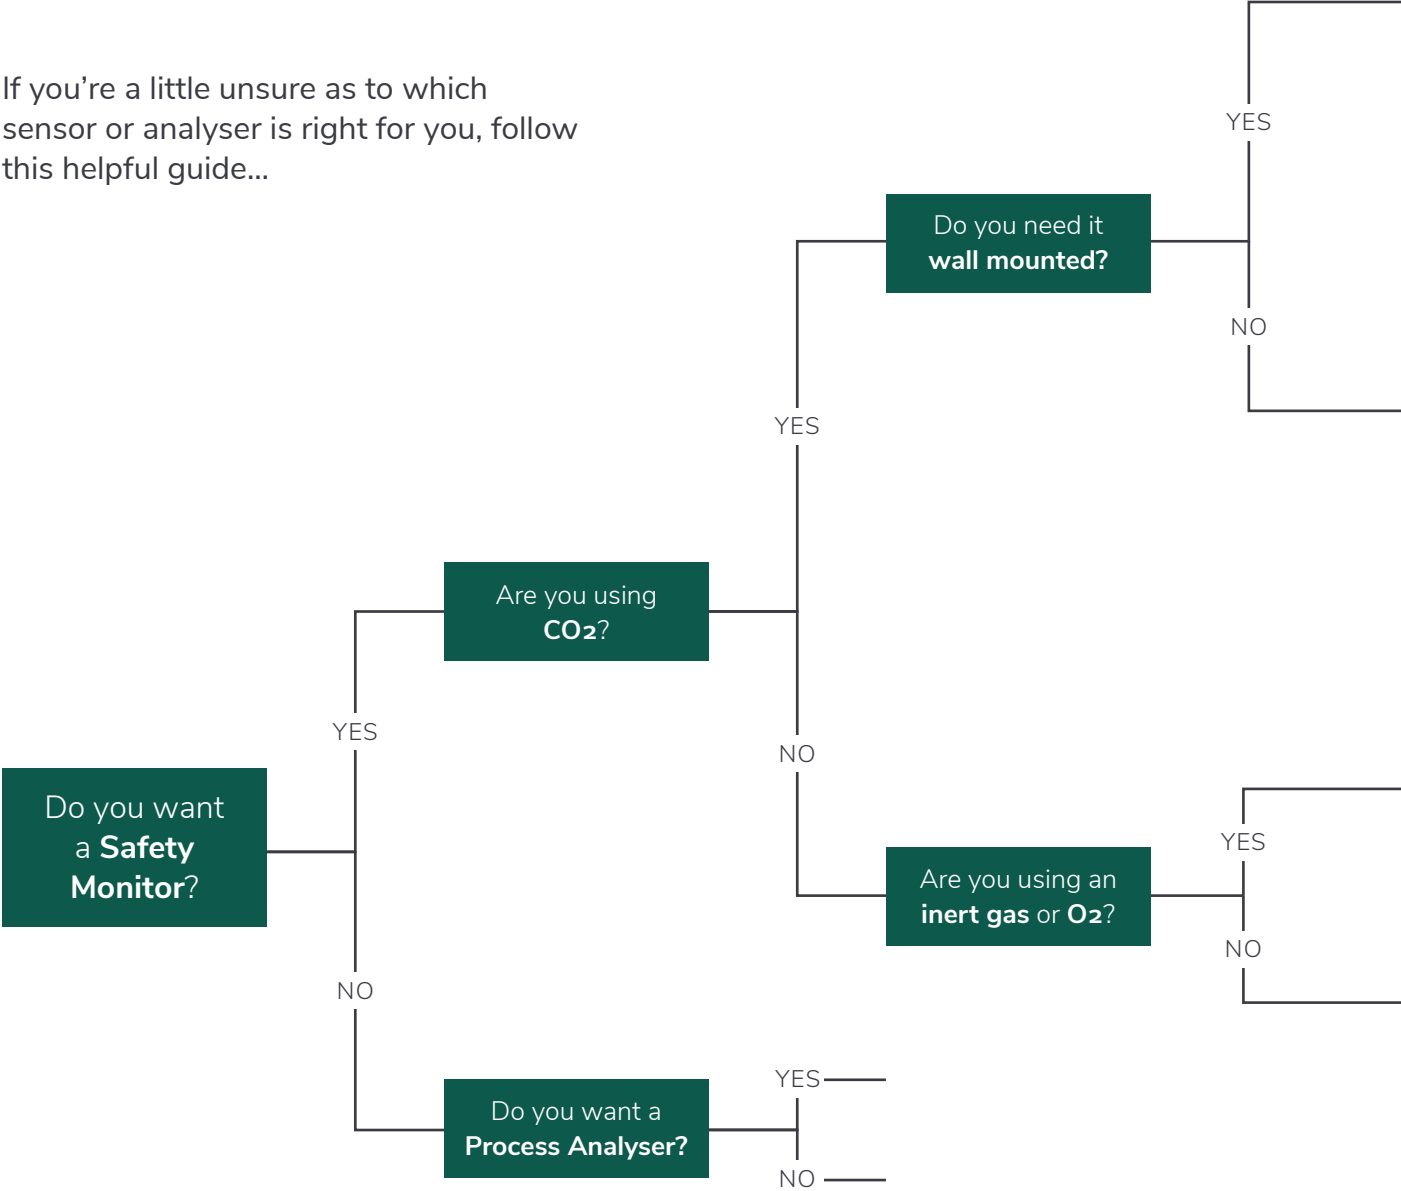 If you’re a little unsure as to which
sensor or analyser is right for you, follow
this helpful guide...
YES
Do you need it
wall mounted?
NO
YES
Are you using
CO2?
YES
NO
Do you want
a Safety
Monitor?
YES
Are you using an
inert gas or O2?
NO
NO
YES
Do you want a
Process Analyser?
NO